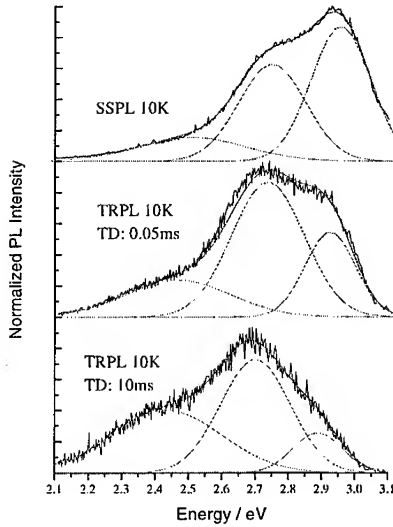 SSPL 10K
TRPL 10K
TD: 0.05ms
TRPL 10K
TD: 10ms
Normalized PL Intensity
2.1 2.2 2.3 2.4 2.5 2.6 2.7 2.8 2.9 3.0 3.1
Energy / eV